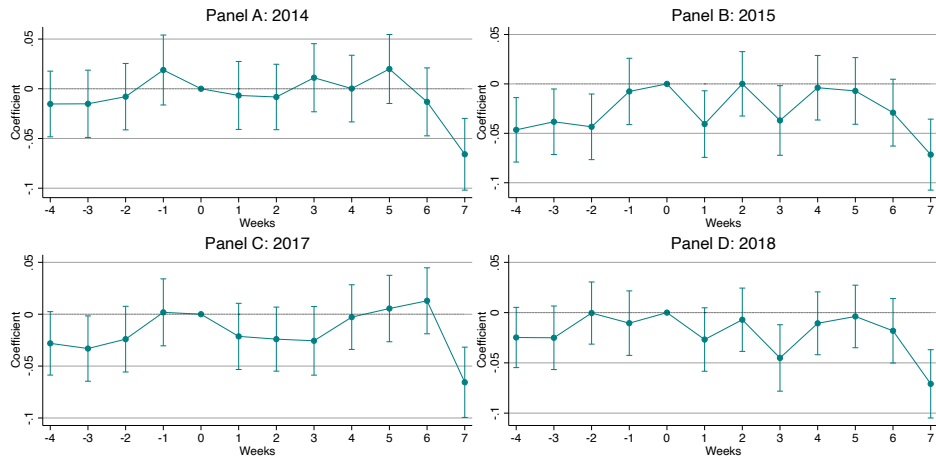 Panel A: 2014
Coefficient
.05
0
-.05
-.1
-4 -3 -2 -1 0 1 2 3 4 5 6 7
Weeks
Panel B: 2015
Coefficient
.05
0
-.05
-.1
-4 -3 -2 -1 0 1 2 3 4 5 6 7
Weeks
Panel C: 2017
Coefficient
.05
0
-.05
-.1
-4 -3 -2 -1 0 1 2 3 4 5 6 7
Weeks
Panel D: 2018
Coefficient
.05
0
-.05
-.1
-4 -3 -2 -1 0 1 2 3 4 5 6 7
Weeks